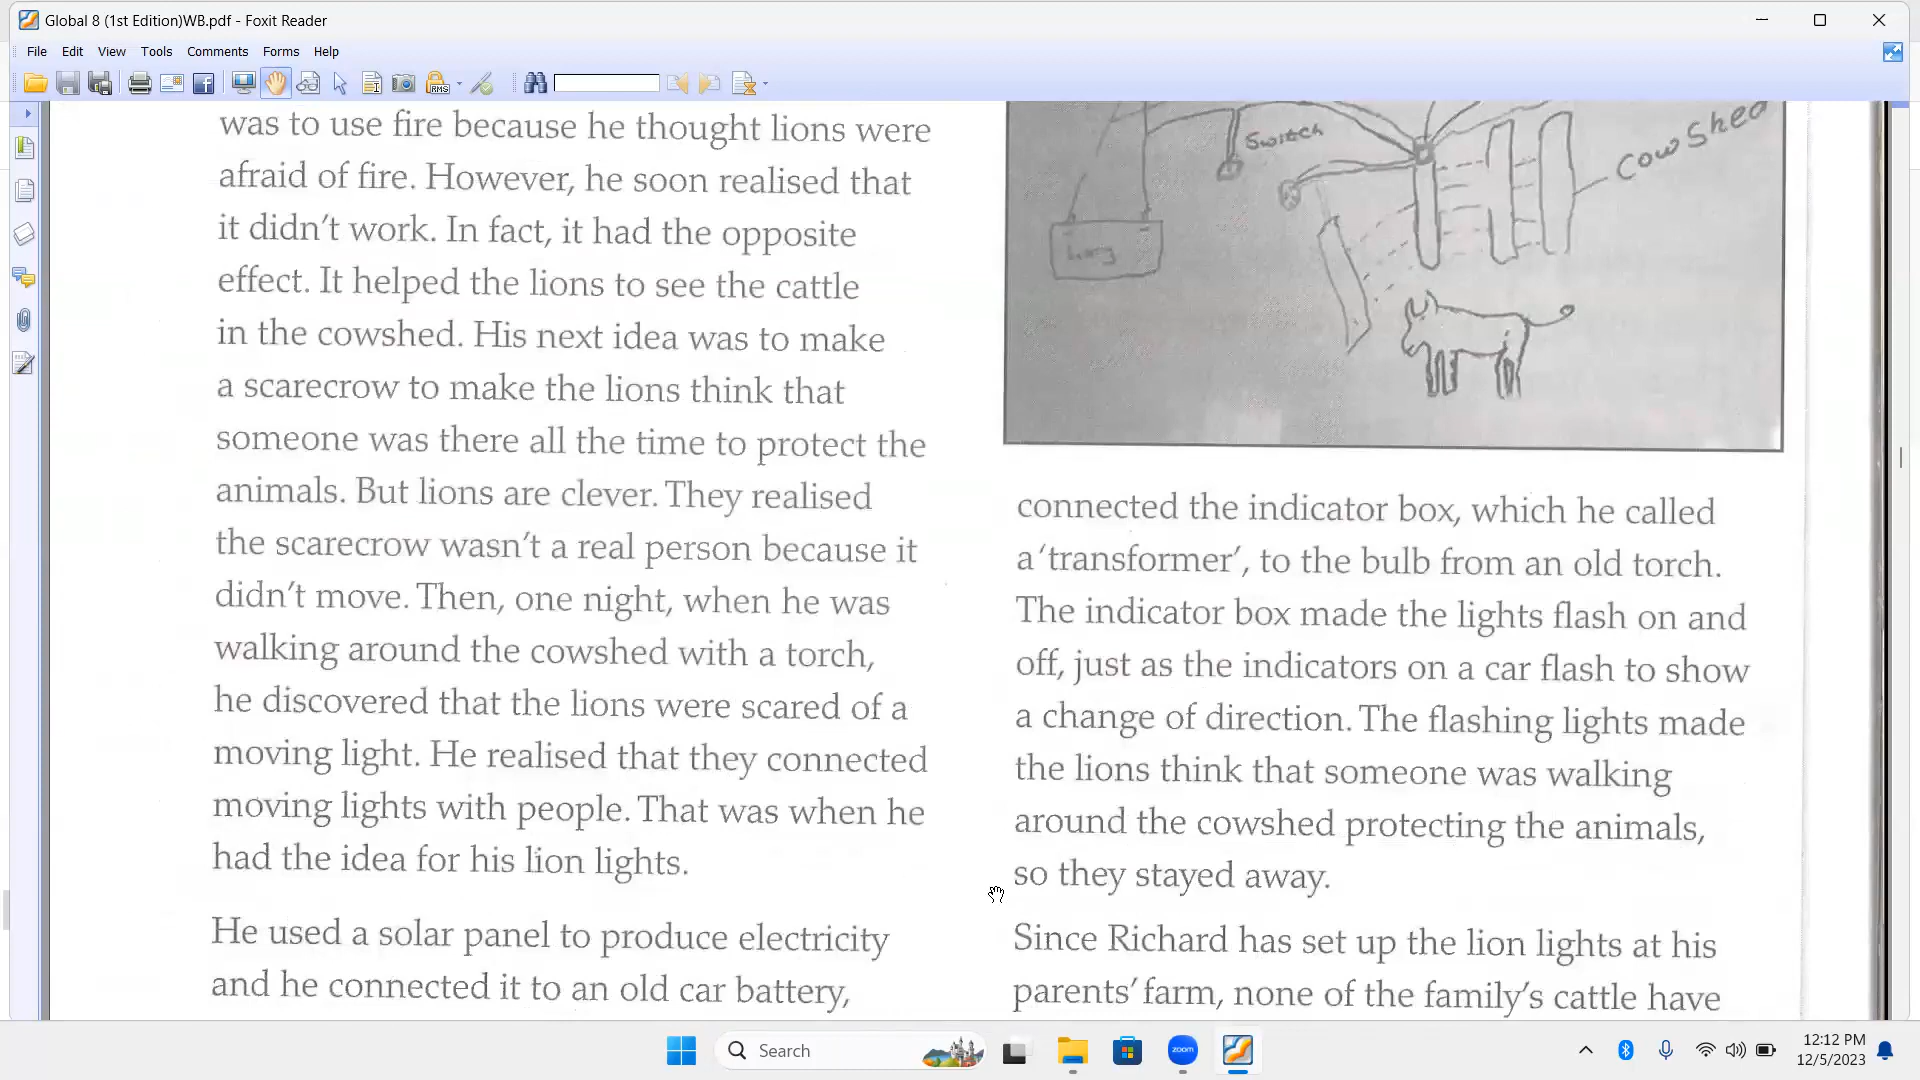 Global 8 (1st Edition)WB.pdf - Foxit Reader
File Edit View Tools Comments Forms Help
was to use fire because he thought lions were
afraid of fire. However, he soon realised that
it didn't work. In fact, it had the opposite
effect. It helped the lions to see the cattle
in the cowshed. His next idea was to make
a scarecrow to make the lions think that
someone was there all the time to protect the
animals. But lions are clever. They realised
the scarecrow wasn't a real person because it
didn't move. Then, one night, when he was
walking around the cowshed with a torch,
he discovered that the lions were scared of a
moving light. He realised that they connected
moving lights with people. That was when he
had the idea for his lion lights.
He used a solar panel to produce electricity
and he connected it to an old car battery,
Switch
Cowshed
connected the indicator box, which he called
a 'transformer', to the bulb from an old torch.
The indicator box made the lights flash on and
off, just as the indicators on a car flash to show
a change of direction. The flashing lights made
the lions think that someone was walking
around the cowshed protecting the animals,
so they stayed away.
Since Richard has set up the lion lights at his
parents' farm, none of the family's cattle have
Search
zoom
12:12 PM
12/5/2023